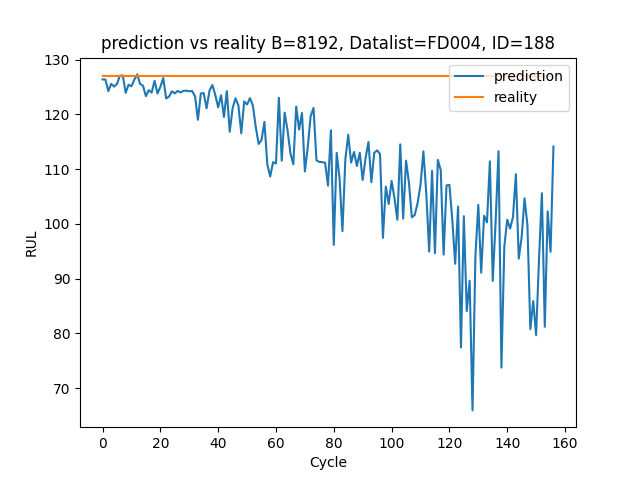 prediction vs reality B=8192, Datalist=FD004, ID=188
prediction
reality
RUL
130
120
110
100
90
80
70
0 20 40 60 80 100 120 140 160
Cycle